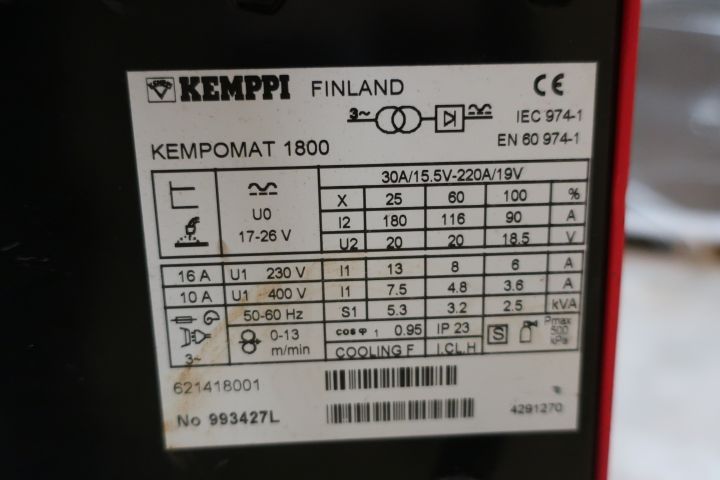 KEMPPI FINLAND CE
3~ IEC 974-1
EN 60 974-1
KEMPOMAT 1800
30A/15.5V-220A/19V
U0 X 25 60 100 %
17-26 V I2 180 116 90 A
U2 20 20 18.5 V
16 A U1 230 V I1 13 8 6 A
10 A U1 400 V I1 7.5 4.8 3.6 A
50-60 Hz S1 5.3 3.2 2.5 kVA
0-13 cos φ 1 0.95 IP 23 S Pmax 500 kPa
3~ m/min COOLING F I.CL.H
621418001
No 993427L 4291270